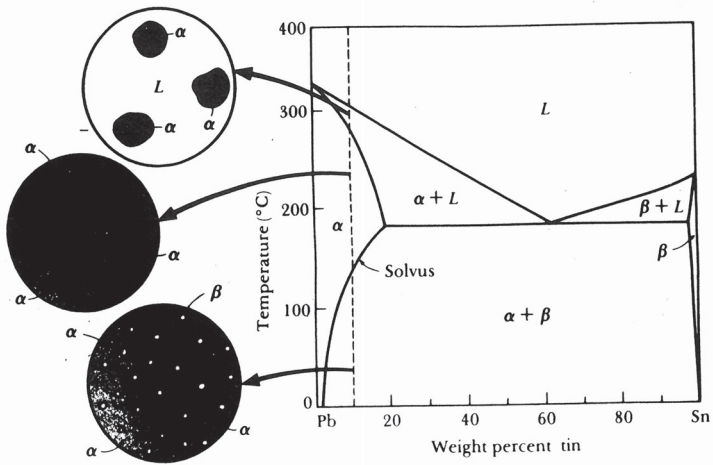 α
L
α
α
α
α
α
β
α
α
α
400
300
200
100
0
Temperature (°C)
L
α + L
β + L
α
β
Solvus
α + β
Pb
20
40
60
80
Sn
Weight percent tin